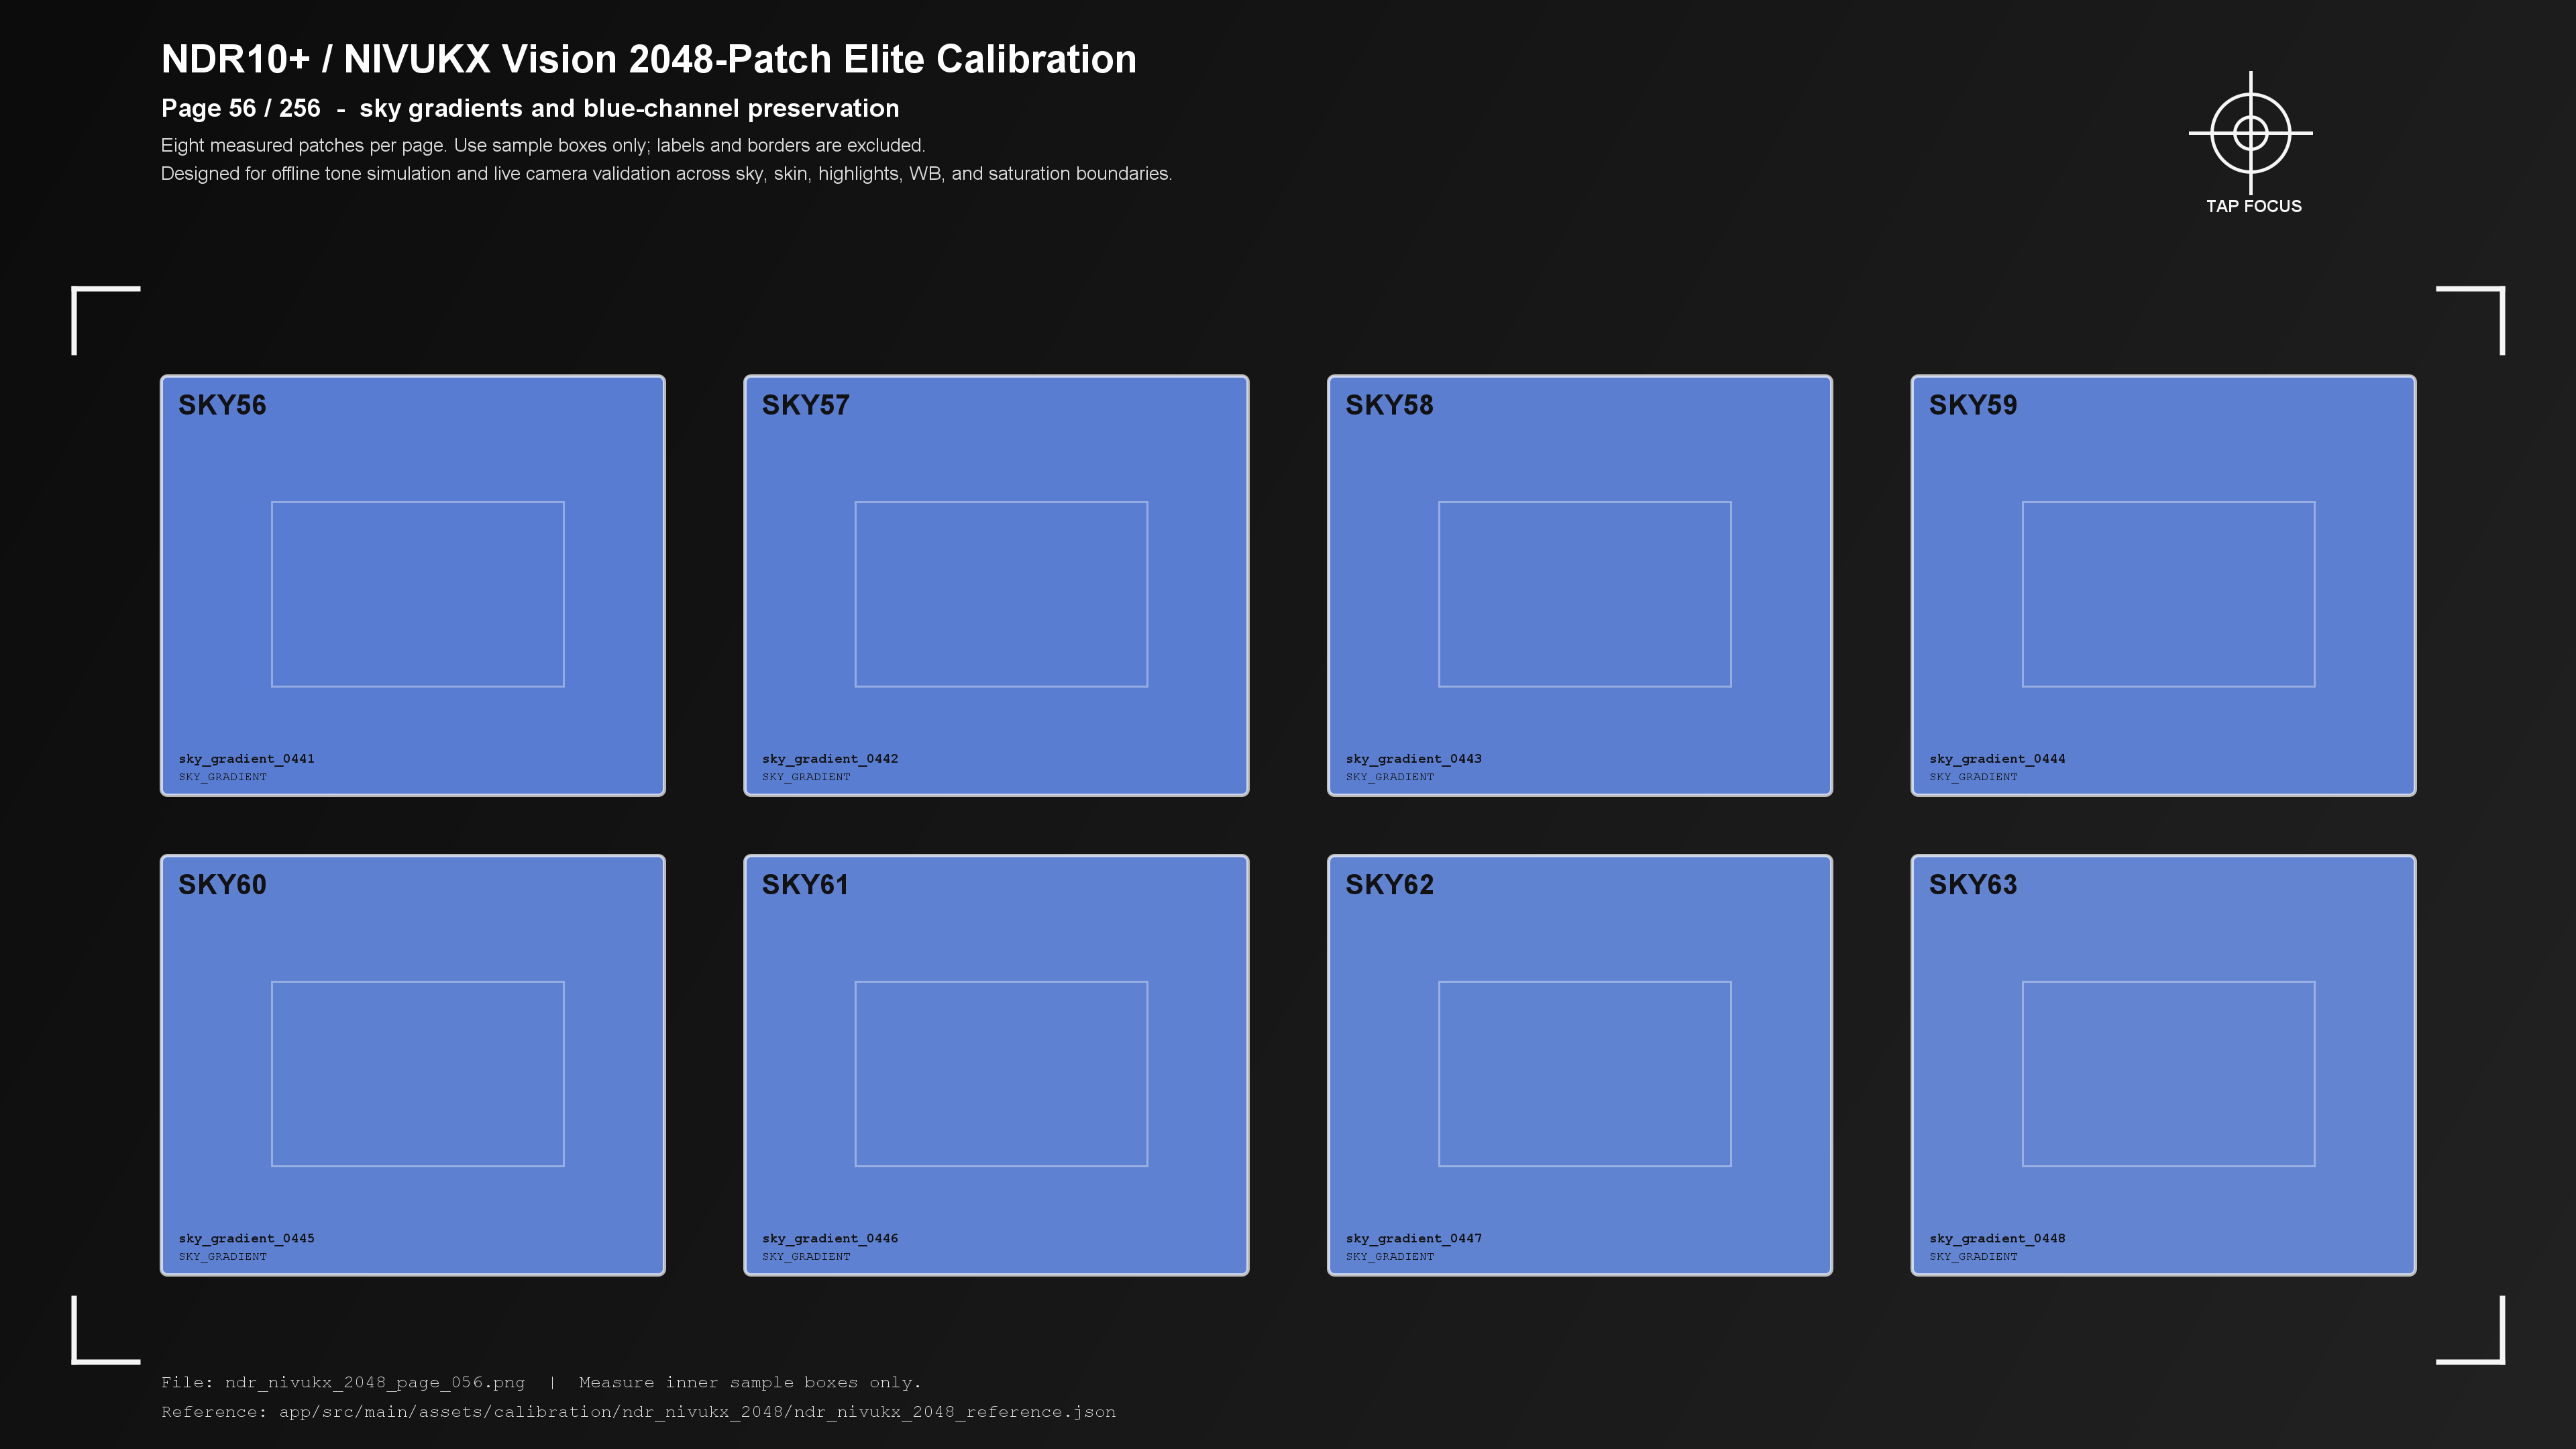 NDR10+ / NIVUKX Vision 2048-Patch Elite Calibration
Page 56 / 256 - sky gradients and blue-channel preservation
Eight measured patches per page. Use sample boxes only; labels and borders are excluded.
Designed for offline tone simulation and live camera validation across sky, skin, highlights, WB, and saturation boundaries.
TAP FOCUS
SKY56
sky_gradient_0441
SKY_GRADIENT
SKY57
sky_gradient_0442
SKY_GRADIENT
SKY58
sky_gradient_0443
SKY_GRADIENT
SKY59
sky_gradient_0444
SKY_GRADIENT
SKY60
sky_gradient_0445
SKY_GRADIENT
SKY61
sky_gradient_0446
SKY_GRADIENT
SKY62
sky_gradient_0447
SKY_GRADIENT
SKY63
sky_gradient_0448
SKY_GRADIENT
File: ndr_nivukx_2048_page_056.png | Measure inner sample boxes only.
Reference: app/src/main/assets/calibration/ndr_nivukx_2048/ndr_nivukx_2048_reference.json